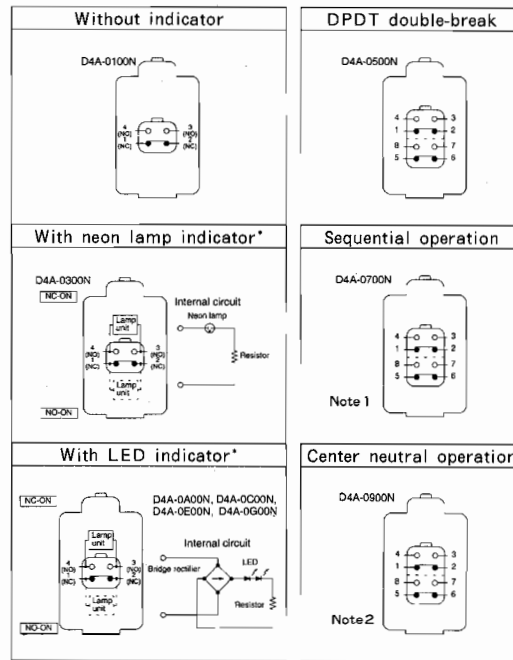 Without indicator
D4A-0100N
4
(NO)
1
(NC)
3
(NO)
2
(NC)
DPDT double-break
D4A-0500N
4
3
1
2
8
7
5
6
With neon lamp indicator*
D4A-0300N
NC-ON
Lamp
unit
4
(NO)
1
(NC)
3
(NO)
2
(NC)
Lamp
unit
NO-ON
Internal circuit
Neon lamp
Resistor
Sequential operation
D4A-0700N
4
3
1
2
8
7
5
6
Note 1
With LED indicator*
NC-ON
D4A-0A00N, D4A-0C00N,
D4A-0E00N, D4A-0G00N
Lamp
unit
4
(NO)
1
(NC)
3
(NO)
2
(NC)
Lamp
unit
NO-ON
Internal circuit
Bridge rectifier
LED
Resistor
Center neutral operation
D4A-0900N
4
3
1
2
8
7
5
6
Note 2